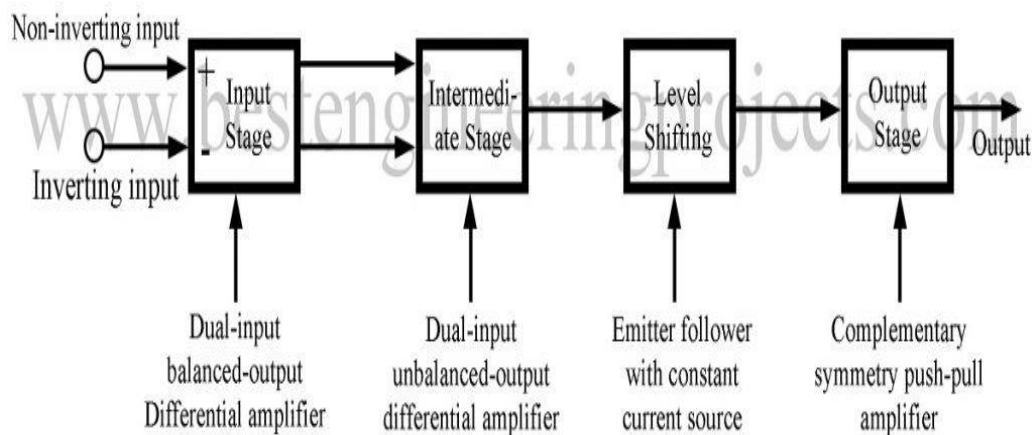 Non-inverting input
+
-
Inverting input
Input
Stage
Intermedi-
ate Stage
Level
Shifting
Output
Stage
Output
www.bestengineeringprojects.com
Dual-input
balanced-output
Differential amplifier
Dual-input
unbalanced-output
differential amplifier
Emitter follower
with constant
current source
Complementary
symmetry push-pull
amplifier